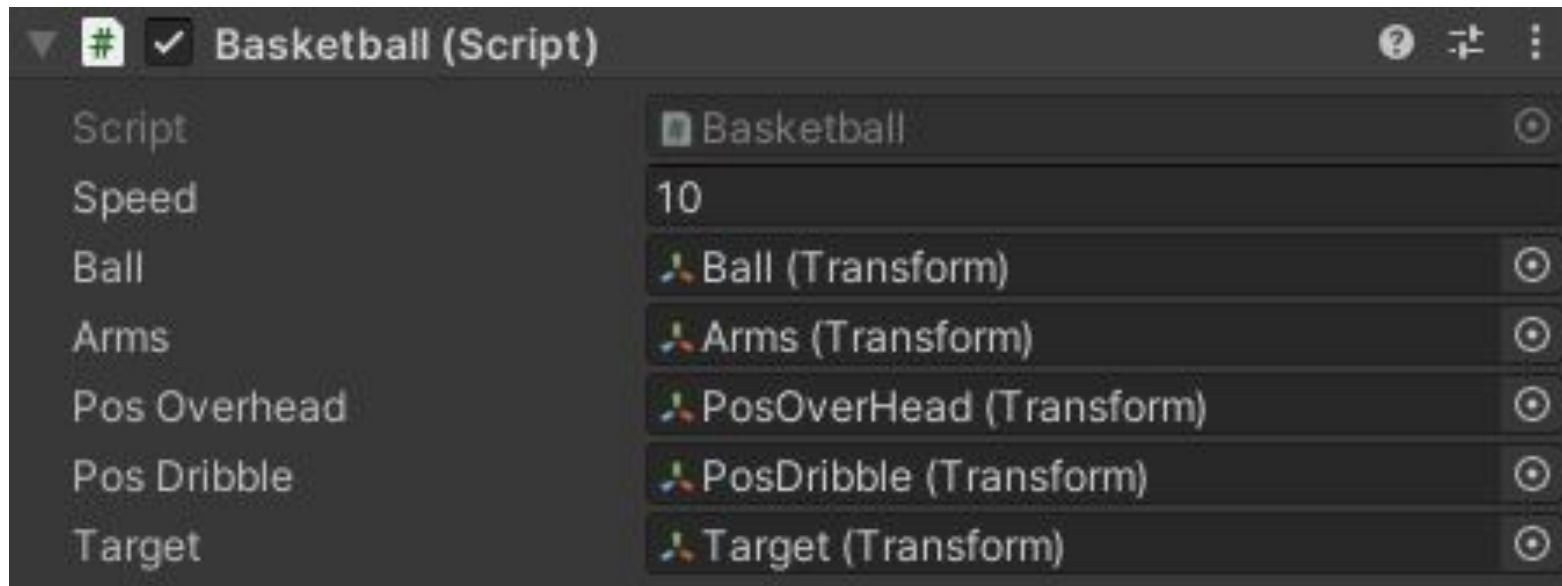 Basketball (Script)
Script Basketball
Speed 10
Ball Ball (Transform)
Arms Arms (Transform)
Pos Overhead PosOverHead (Transform)
Pos Dribble PosDribble (Transform)
Target Target (Transform)